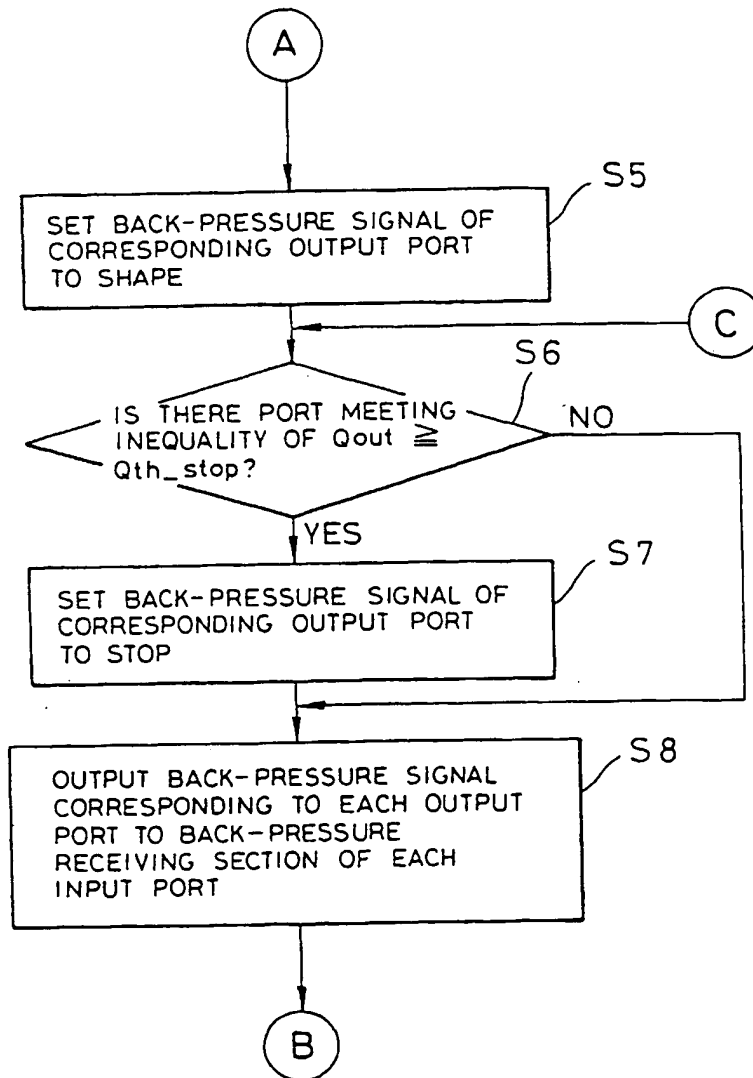 A
S5
SET BACK-PRESSURE SIGNAL OF
CORRESPONDING OUTPUT PORT
TO SHAPE
C
S6
IS THERE PORT MEETING
INEQUALITY OF Qout ≧
Qth_stop?
NO
YES
S7
SET BACK-PRESSURE SIGNAL OF
CORRESPONDING OUTPUT PORT
TO STOP
S8
OUTPUT BACK-PRESSURE SIGNAL
CORRESPONDING TO EACH OUTPUT
PORT TO BACK-PRESSURE
RECEIVING SECTION OF EACH
INPUT PORT
B